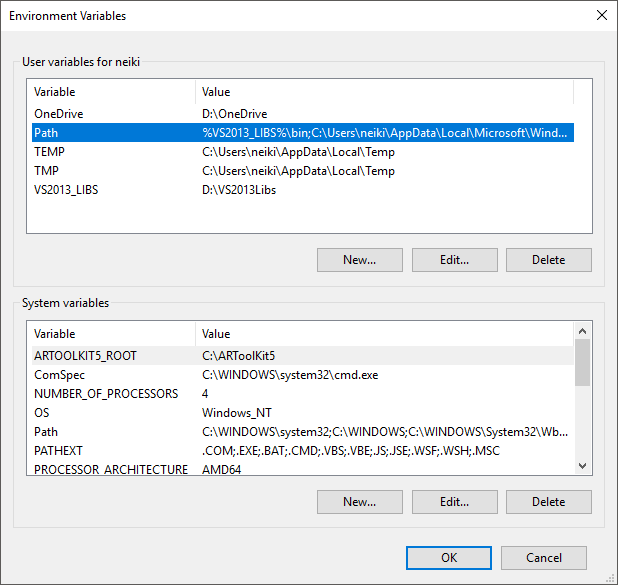 Environment Variables
User variables for neiki
Variable Value
OneDrive D:\OneDrive
Path %VS2013_LIBS%\bin;C:\Users\neiki\AppData\Local\Microsoft\Wind...
TEMP C:\Users\neiki\AppData\Local\Temp
TMP C:\Users\neiki\AppData\Local\Temp
VS2013_LIBS D:\VS2013Libs
New... Edit... Delete
System variables
Variable Value
ARTOOLKIT5_ROOT C:\ARToolKit5
ComSpec C:\WINDOWS\system32\cmd.exe
NUMBER_OF_PROCESSORS 4
OS Windows_NT
Path C:\WINDOWS\system32;C:\WINDOWS;C:\WINDOWS\System32\Wb...
PATHEXT .COM;.EXE;.BAT;.CMD;.VBS;.VBE;.JS;.JSE;.WSF;.WSH;.MSC
PROCESSOR_ARCHITECTURE AMD64
New... Edit... Delete
OK Cancel